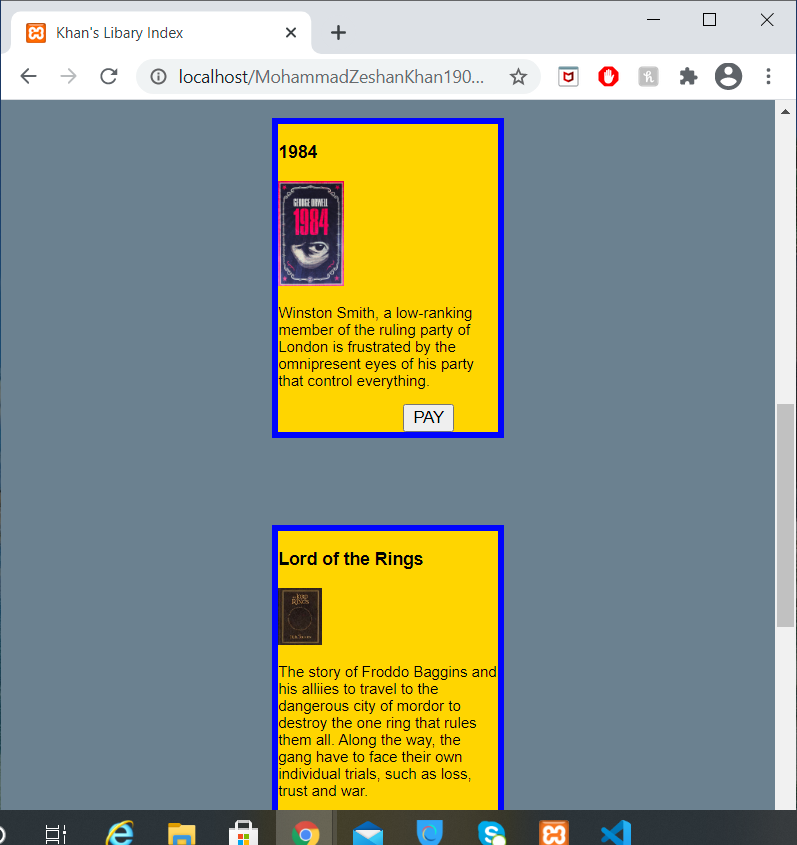 Khan's Libary Index
localhost/MohammadZeshanKhan190...
1984
GEORGE ORWELL
1984
Winston Smith, a low-ranking
member of the ruling party of
London is frustrated by the
omnipresent eyes of his party
that control everything.
PAY
Lord of the Rings
The story of Froddo Baggins and
his alliies to travel to the
dangerous city of mordor to
destroy the one ring that rules
them all. Along the way, the
gang have to face their own
individual trials, such as loss,
trust and war.